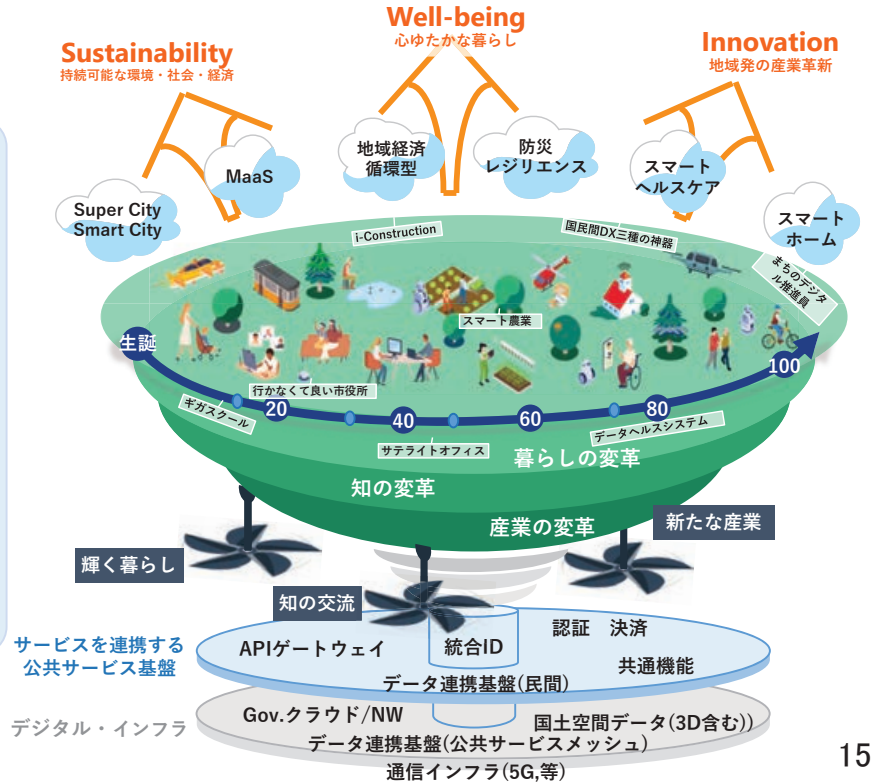 Well-being
心ゆたかな暮らし
Sustainability
持続可能な環境・社会・経済
Innovation
地域発の産業革新
Super City
Smart City
MaaS
地域経済
循環型
防災
レジリエンス
スマート
ヘルスケア
スマート
ホーム
i-Construction
国民間DX三種の神器
まちのデジタ
ル推進員
スマート農業
行かなくて良い市役所
ギガスクール
サテライトオフィス
データヘルスシステム
生誕
20
40
60
80
100
暮らしの変革
知の変革
産業の変革
輝く暮らし
知の交流
新たな産業
サービスを連携する
公共サービス基盤
APIゲートウェイ
統合ID
認証 決済
共通機能
データ連携基盤(民間)
デジタル・インフラ
Gov.クラウド/NW
国土空間データ(3D含む))
データ連携基盤(公共サービスメッシュ)
通信インフラ(5G,等)
15